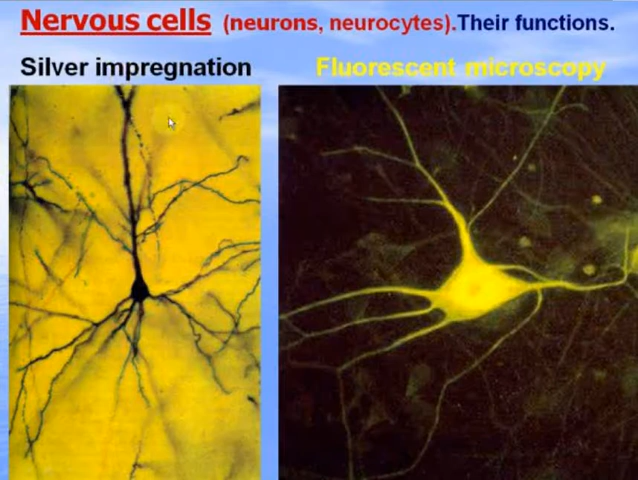 Nervous cells (neurons, neurocytes).Their functions.
Silver impregnation
Fluorescent microscopy